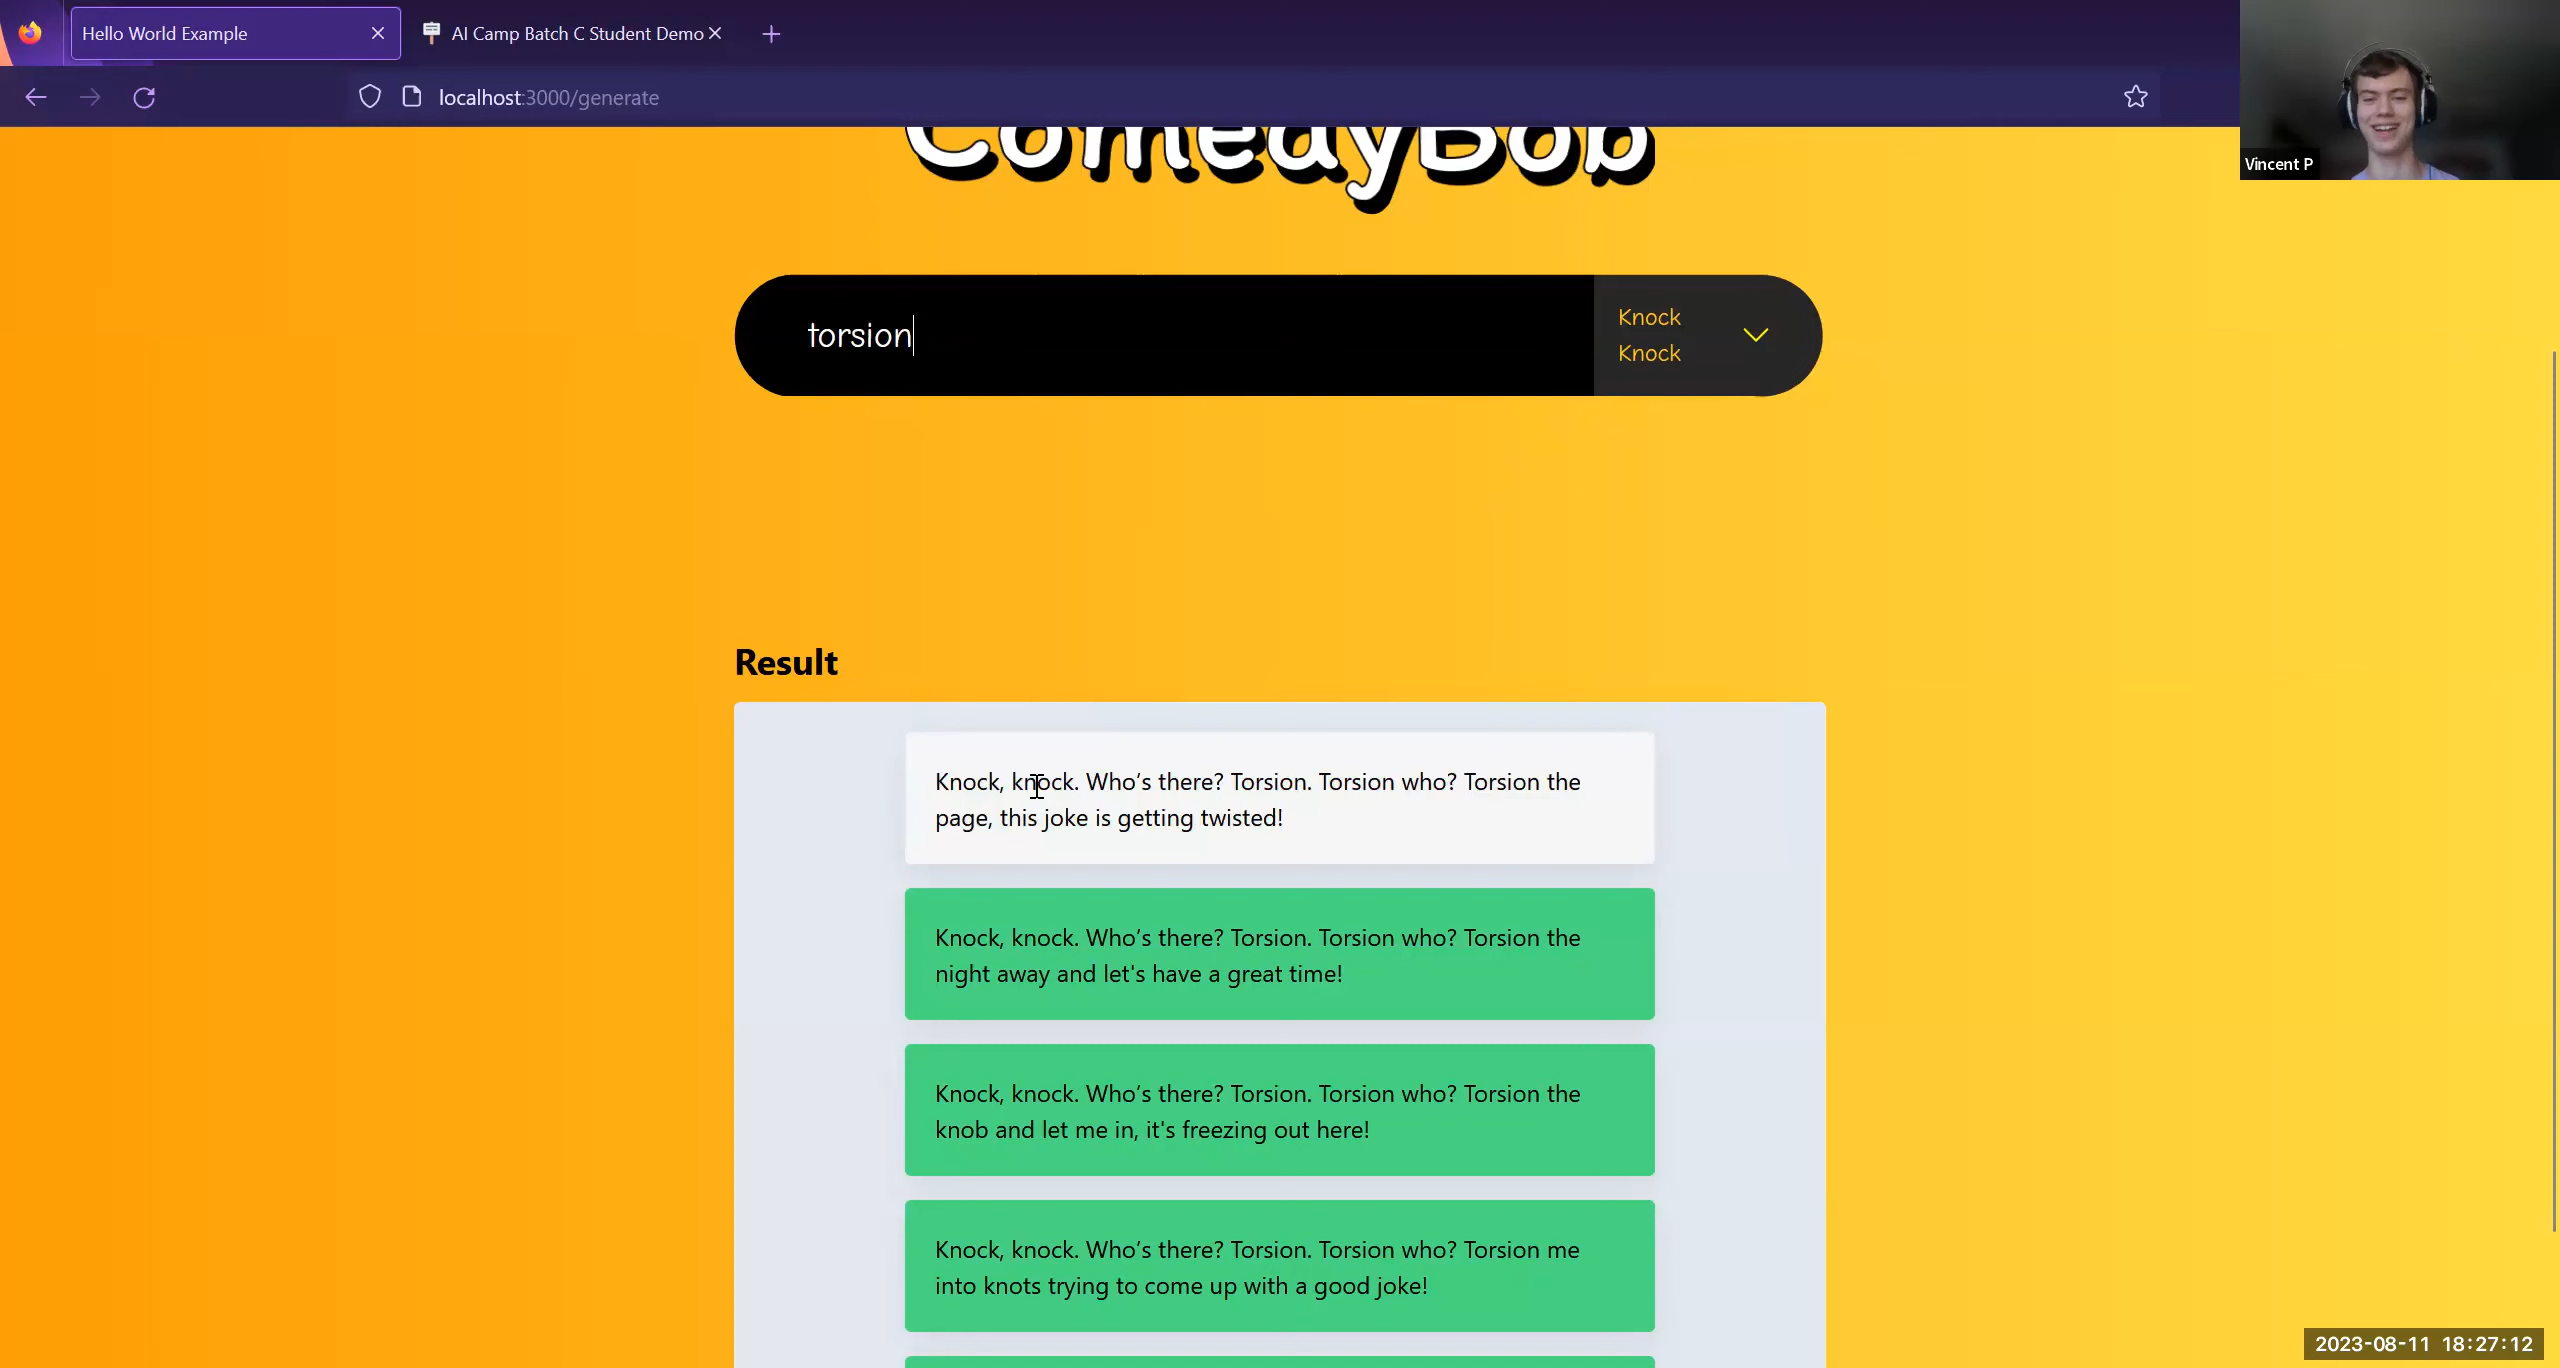 Hello World Example
AI Camp Batch C Student Demo
localhost:3000/generate
Vincent P
ComedyBob
torsion
Knock
Knock
Result
Knock, knock. Who’s there? Torsion. Torsion who? Torsion the
page, this joke is getting twisted!
Knock, knock. Who’s there? Torsion. Torsion who? Torsion the
night away and let's have a great time!
Knock, knock. Who’s there? Torsion. Torsion who? Torsion the
knob and let me in, it's freezing out here!
Knock, knock. Who’s there? Torsion. Torsion who? Torsion me
into knots trying to come up with a good joke!
2023-08-11 18:27:12